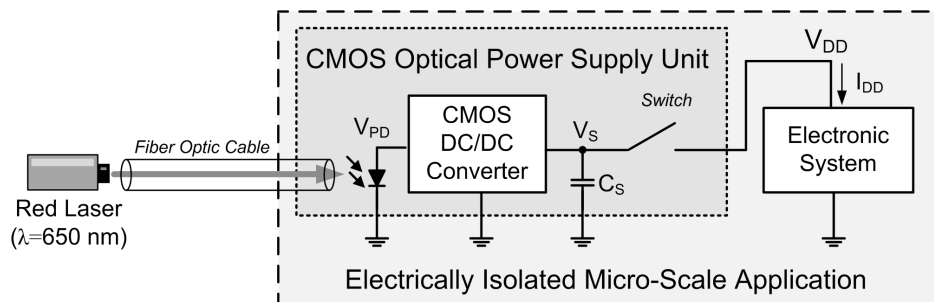 CMOS Optical Power Supply Unit
V_DD
I_DD
Switch
CMOS
DC/DC
Converter
V_PD
V_S
C_S
Electronic
System
Fiber Optic Cable
Red Laser
(λ=650 nm)
Electrically Isolated Micro-Scale Application